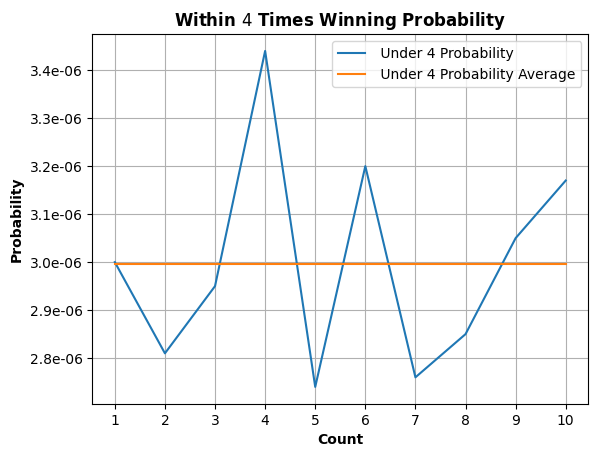 Within 4 Times Winning Probability
Under 4 Probability
Under 4 Probability Average
3.4e-06
3.3e-06
3.2e-06
3.1e-06
3.0e-06
2.9e-06
2.8e-06
Probability
1 2 3 4 5 6 7 8 9 10
Count